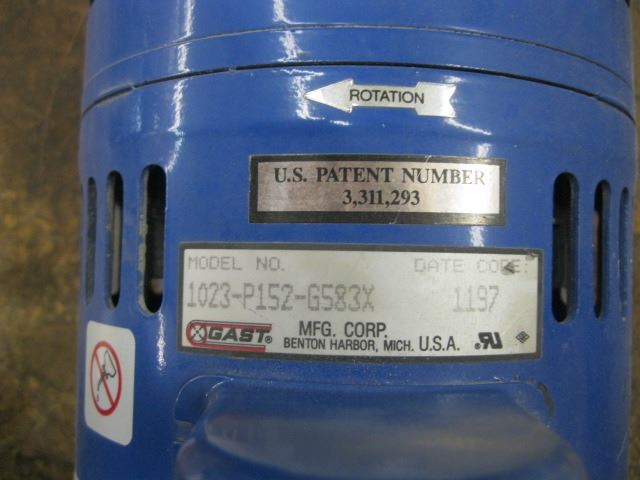 ROTATION
U.S. PATENT NUMBER
3,311,293
MODEL NO. DATE CODE:
1023-P152-G583X 1197
GAST® MFG. CORP.
BENTON HARBOR, MICH. U.S.A.